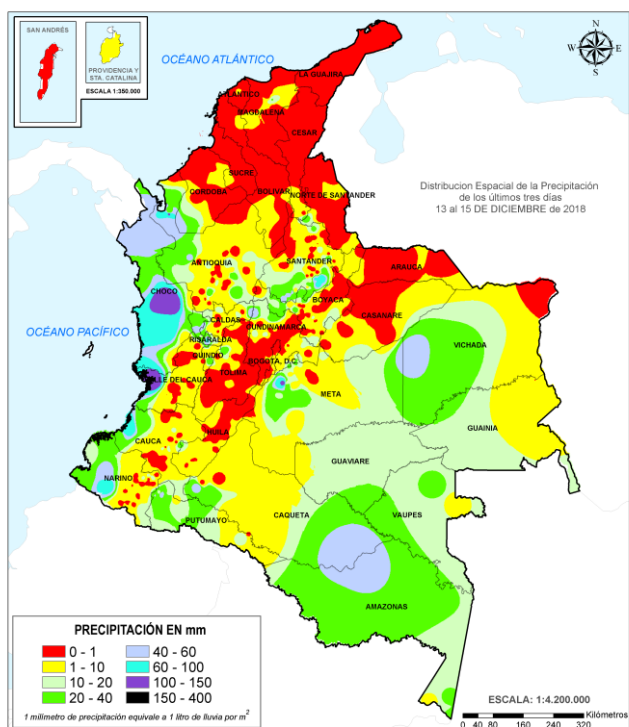 SAN ANDRÉS
PROVIDENCIA Y
STA. CATALINA
ESCALA 1:350.000
OCÉANO ATLÁNTICO
N
W
E
S
LA GUAJIRA
ATLÁNTICO
MAGDALENA
CESAR
SUCRE
CORDOBA
BOLIVAR
NORTE DE SANTANDER
Distribucion Espacial de la Precipitación
de los últimos tres días
13 al 15 DE DICIEMBRE de 2018
ANTIOQUIA
SANTANDER
ARAUCA
CHOCO
BOYACA
CASANARE
OCÉANO PACÍFICO
CALDAS
CUNDINAMARCA
RISARALDA
VICHADA
QUINDIO
BOGOTA, D.C.
TOLIMA
VALLE DEL CAUCA
META
GUAINIA
CAUCA
HUILA
GUAVIARE
NARIÑO
CAQUETA
VAUPES
PUTUMAYO
AMAZONAS
PRECIPITACIÓN EN mm
0 - 1
40 - 60
1 - 10
60 - 100
10 - 20
100 - 150
20 - 40
150 - 400
1 milímetro de precipitación equivale a 1 litro de lluvia por m²
ESCALA: 1:4.200.000
Kilómetros
0 40 80 160 240 320